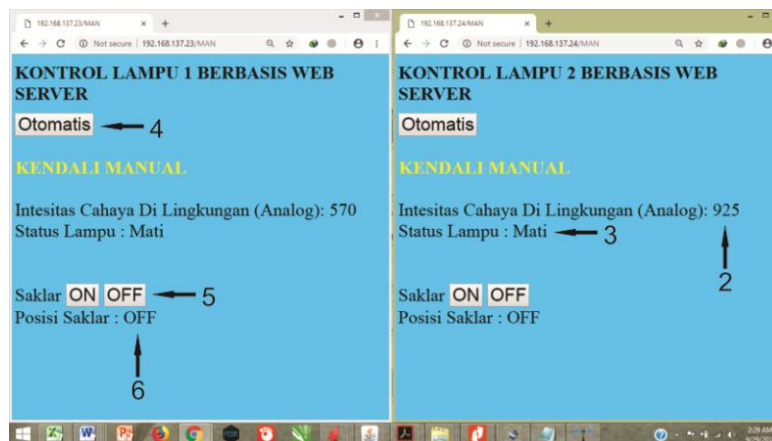 192.168.137.23/MAN
Not secure | 192.168.137.23/MAN
KONTROL LAMPU 1 BERBASIS WEB
SERVER
Otomatis
4
KENDALI MANUAL
Intesitas Cahaya Di Lingkungan (Analog): 570
Status Lampu : Mati
Saklar ON OFF
5
Posisi Saklar : OFF
6
192.168.137.24/MAN
Not secure | 192.168.137.24/MAN
KONTROL LAMPU 2 BERBASIS WEB
SERVER
Otomatis
KENDALI MANUAL
Intesitas Cahaya Di Lingkungan (Analog): 925
Status Lampu : Mati
3
2
Saklar ON OFF
Posisi Saklar : OFF
2:29 AM